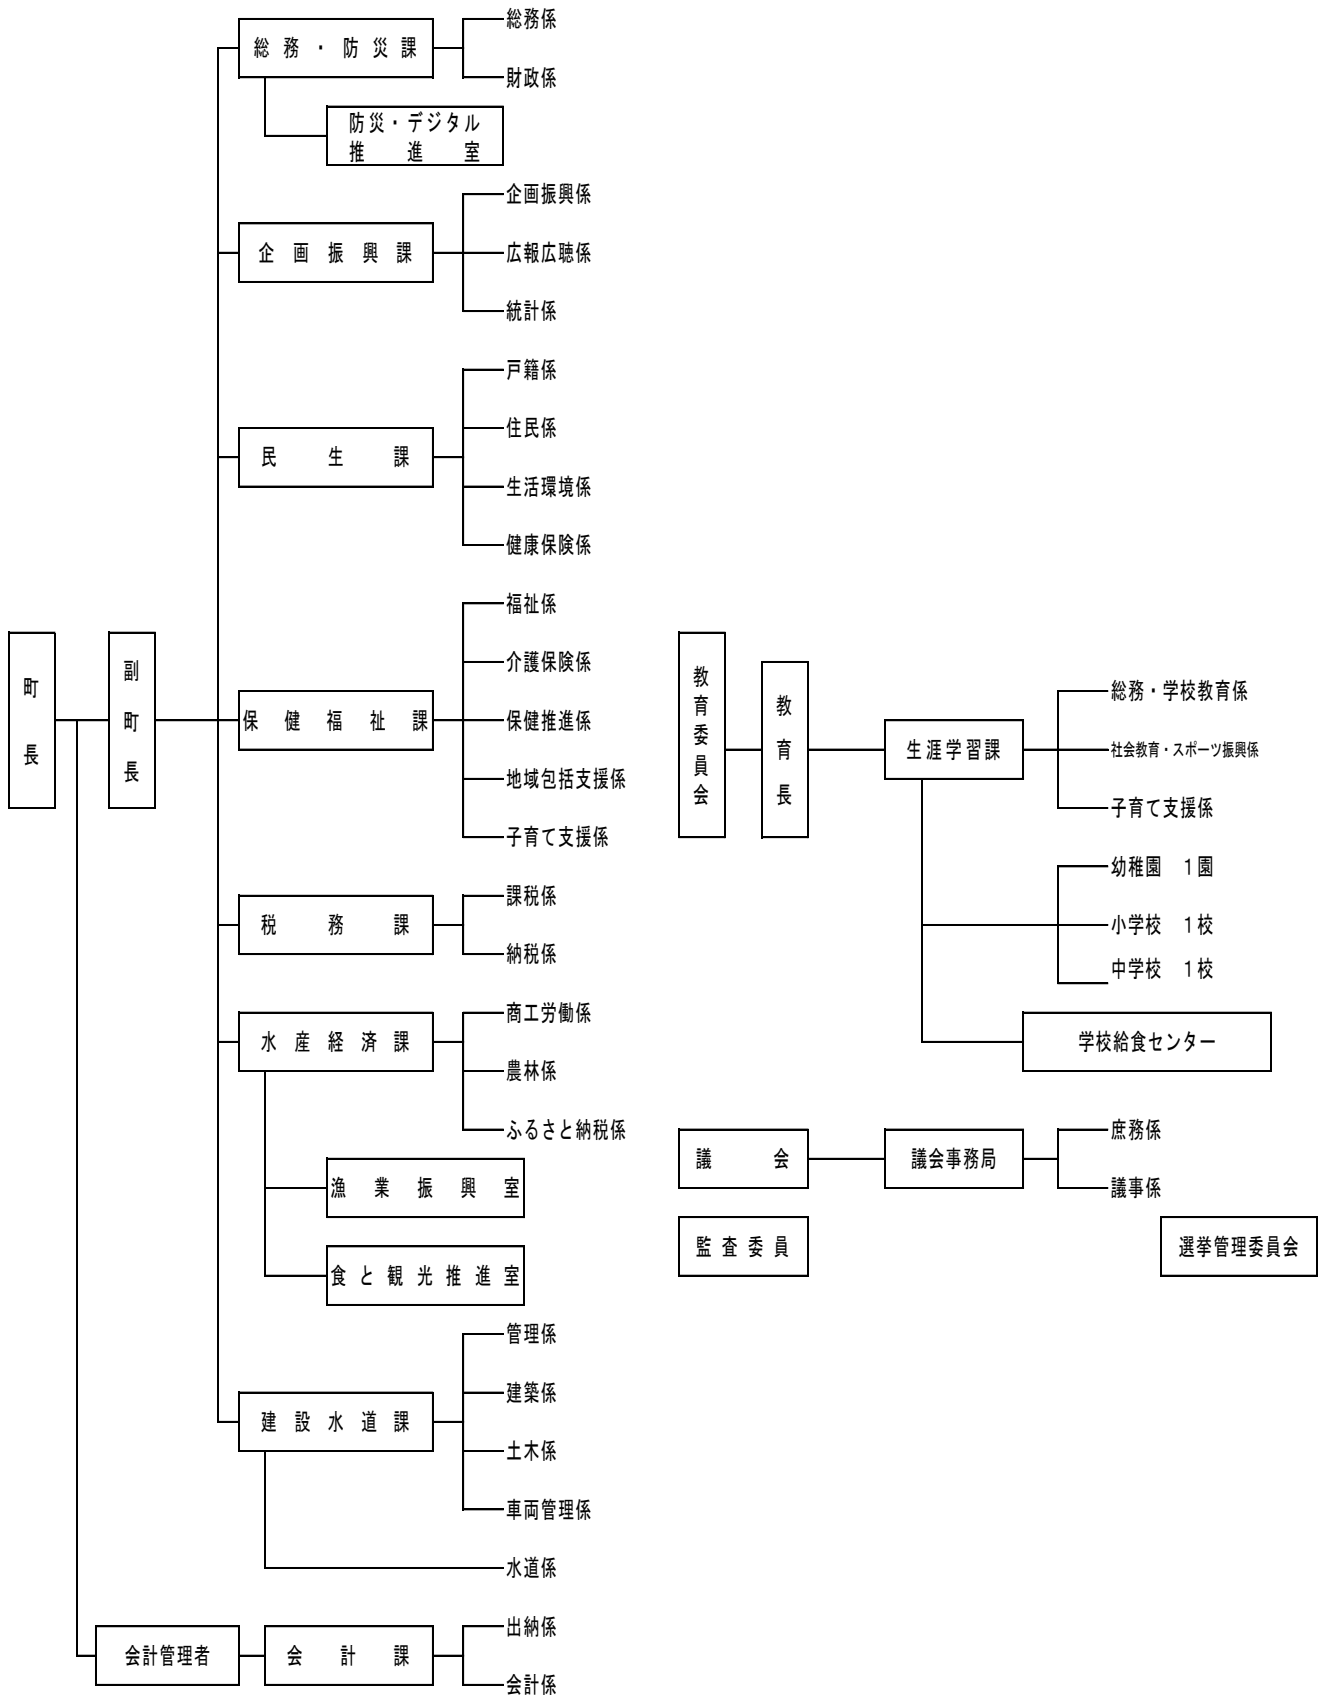 総務・防災課
総務係
財政係
防災・デジタル
推進室
企画振興課
企画振興係
広報広聴係
統計係
民生課
戸籍係
住民係
生活環境係
健康保険係
町長
副町長
保健福祉課
福祉係
介護保険係
保健推進係
地域包括支援係
子育て支援係
税務課
課税係
納税係
水産経済課
商工労働係
農林係
ふるさと納税係
漁業振興室
食と観光推進室
建設水道課
管理係
建築係
土木係
車両管理係
水道係
会計管理者
会計課
出納係
会計係
教育委員会
教育長
生涯学習課
総務・学校教育係
社会教育・スポーツ振興係
子育て支援係
幼稚園　1園
小学校　1校
中学校　1校
学校給食センター
議会
議会事務局
庶務係
議事係
監査委員
選挙管理委員会